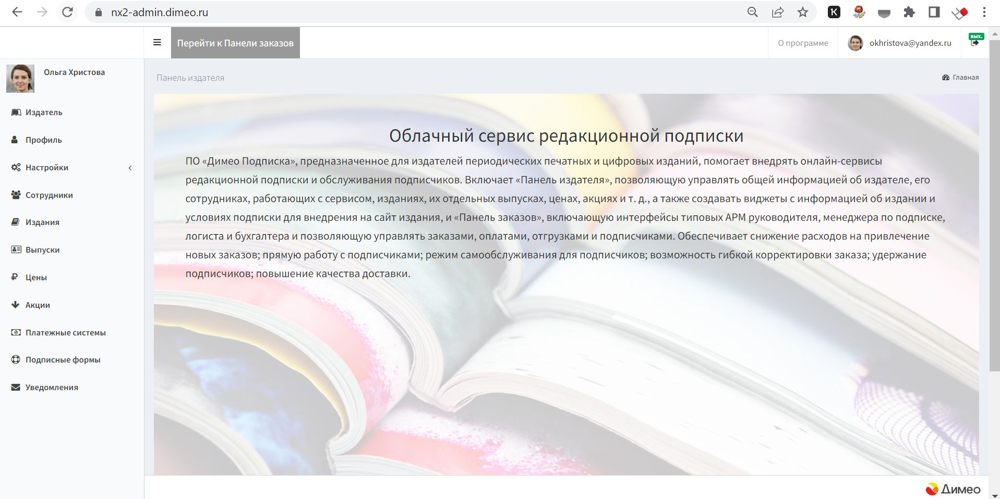 nx2-admin.dimeo.ru
Перейти к Панели заказов
О программе
okhristova@yandex.ru
вых.
Ольга Христова
Панель издателя
Главная
Издатель
Профиль
Настройки
Сотрудники
Издания
Выпуски
Цены
Акции
Платежные системы
Подписные формы
Уведомления
Облачный сервис редакционной подписки
ПО «Димео Подписка», предназначенное для издателей периодических печатных и цифровых изданий, помогает внедрять онлайн-сервисы
редакционной подписки и обслуживания подписчиков. Включает «Панель издателя», позволяющую управлять общей информацией об издателе, его
сотрудниках, работающих с сервисом, изданиях, их отдельных выпусках, ценах, акциях и т. д., а также создавать виджеты с информацией об издании и
условиях подписки для внедрения на сайт издания, и «Панель заказов», включающую интерфейсы типовых АРМ руководителя, менеджера по подписке,
логиста и бухгалтера и позволяющую управлять заказами, оплатами, отгрузками и подписчиками. Обеспечивает снижение расходов на привлечение
новых заказов; прямую работу с подписчиками; режим самообслуживания для подписчиков; возможность гибкой корректировки заказа; удержание
подписчиков; повышение качества доставки.
Димео